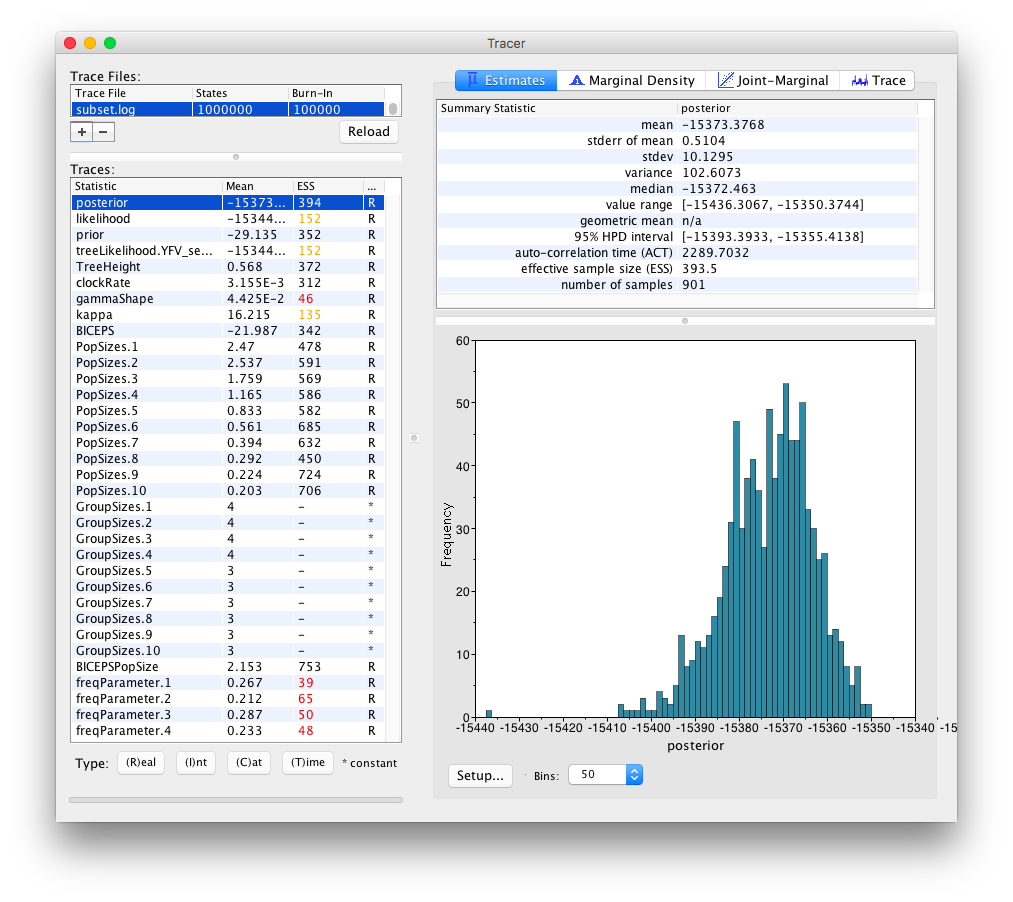 Tracer
Trace Files:
Trace File States Burn-In
subset.log 1000000 100000
+ − Reload
Traces:
Statistic Mean ESS ...
posterior -15373... 394 R
likelihood -15344... 152 R
prior -29.135 352 R
treeLikelihood.YFV_se... -15344... 152 R
TreeHeight 0.568 372 R
clockRate 3.155E-3 312 R
gammaShape 4.425E-2 46 R
kappa 16.215 135 R
BICEPS -21.987 342 R
PopSizes.1 2.47 478 R
PopSizes.2 2.537 591 R
PopSizes.3 1.759 569 R
PopSizes.4 1.165 586 R
PopSizes.5 0.833 582 R
PopSizes.6 0.561 685 R
PopSizes.7 0.394 632 R
PopSizes.8 0.292 450 R
PopSizes.9 0.224 724 R
PopSizes.10 0.203 706 R
GroupSizes.1 4 - *
GroupSizes.2 4 - *
GroupSizes.3 4 - *
GroupSizes.4 4 - *
GroupSizes.5 3 - *
GroupSizes.6 3 - *
GroupSizes.7 3 - *
GroupSizes.8 3 - *
GroupSizes.9 3 - *
GroupSizes.10 3 - *
BICEPSPopSize 2.153 753 R
freqParameter.1 0.267 39 R
freqParameter.2 0.212 65 R
freqParameter.3 0.287 50 R
freqParameter.4 0.233 48 R
Type: (R)eal (I)nt (C)at (T)ime * constant
Estimates Marginal Density Joint-Marginal Trace
Summary Statistic posterior
mean -15373.3768
stderr of mean 0.5104
stdev 10.1295
variance 102.6073
median -15372.463
value range [-15436.3067, -15350.3744]
geometric mean n/a
95% HPD interval [-15393.3933, -15355.4138]
auto-correlation time (ACT) 2289.7032
effective sample size (ESS) 393.5
number of samples 901
60
50
40
30
20
10
0
Frequency
-15440 -15430 -15420 -15410 -15400 -15390 -15380 -15370 -15360 -15350 -15340 -15
posterior
Setup... Bins: 50